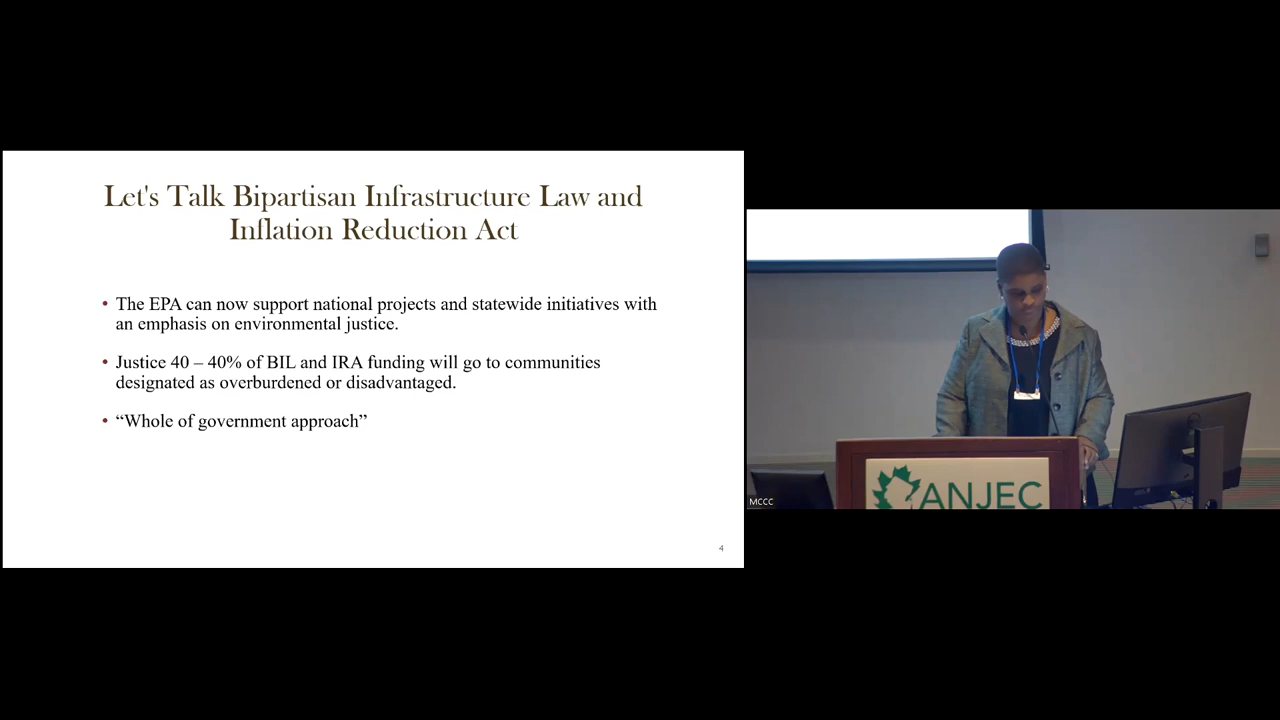 Let's Talk Bipartisan Infrastructure Law and
Inflation Reduction Act
• The EPA can now support national projects and statewide initiatives with
an emphasis on environmental justice.
• Justice 40 – 40% of BIL and IRA funding will go to communities
designated as overburdened or disadvantaged.
• “Whole of government approach”
4
ANJEC
MCCC